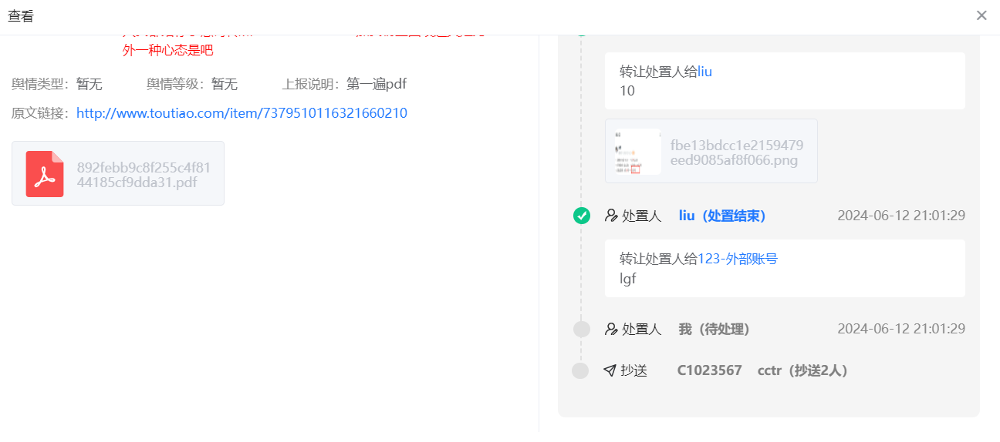 查看
外一种心态是吧
舆情类型：暂无 舆情等级：暂无 上报说明：第一遍pdf
原文链接：http://www.toutiao.com/item/7379510116321660210
892febb9c8f255c4f81
44185cf9dda31.pdf
转让处置人给liu
10
fbe13bdcc1e2159479
eed9085af8f066.png
处置人 liu（处置结束） 2024-06-12 21:01:29
转让处置人给123-外部账号
lgf
处置人 我（待处理） 2024-06-12 21:01:29
抄送 C1023567 cctr（抄送2人）